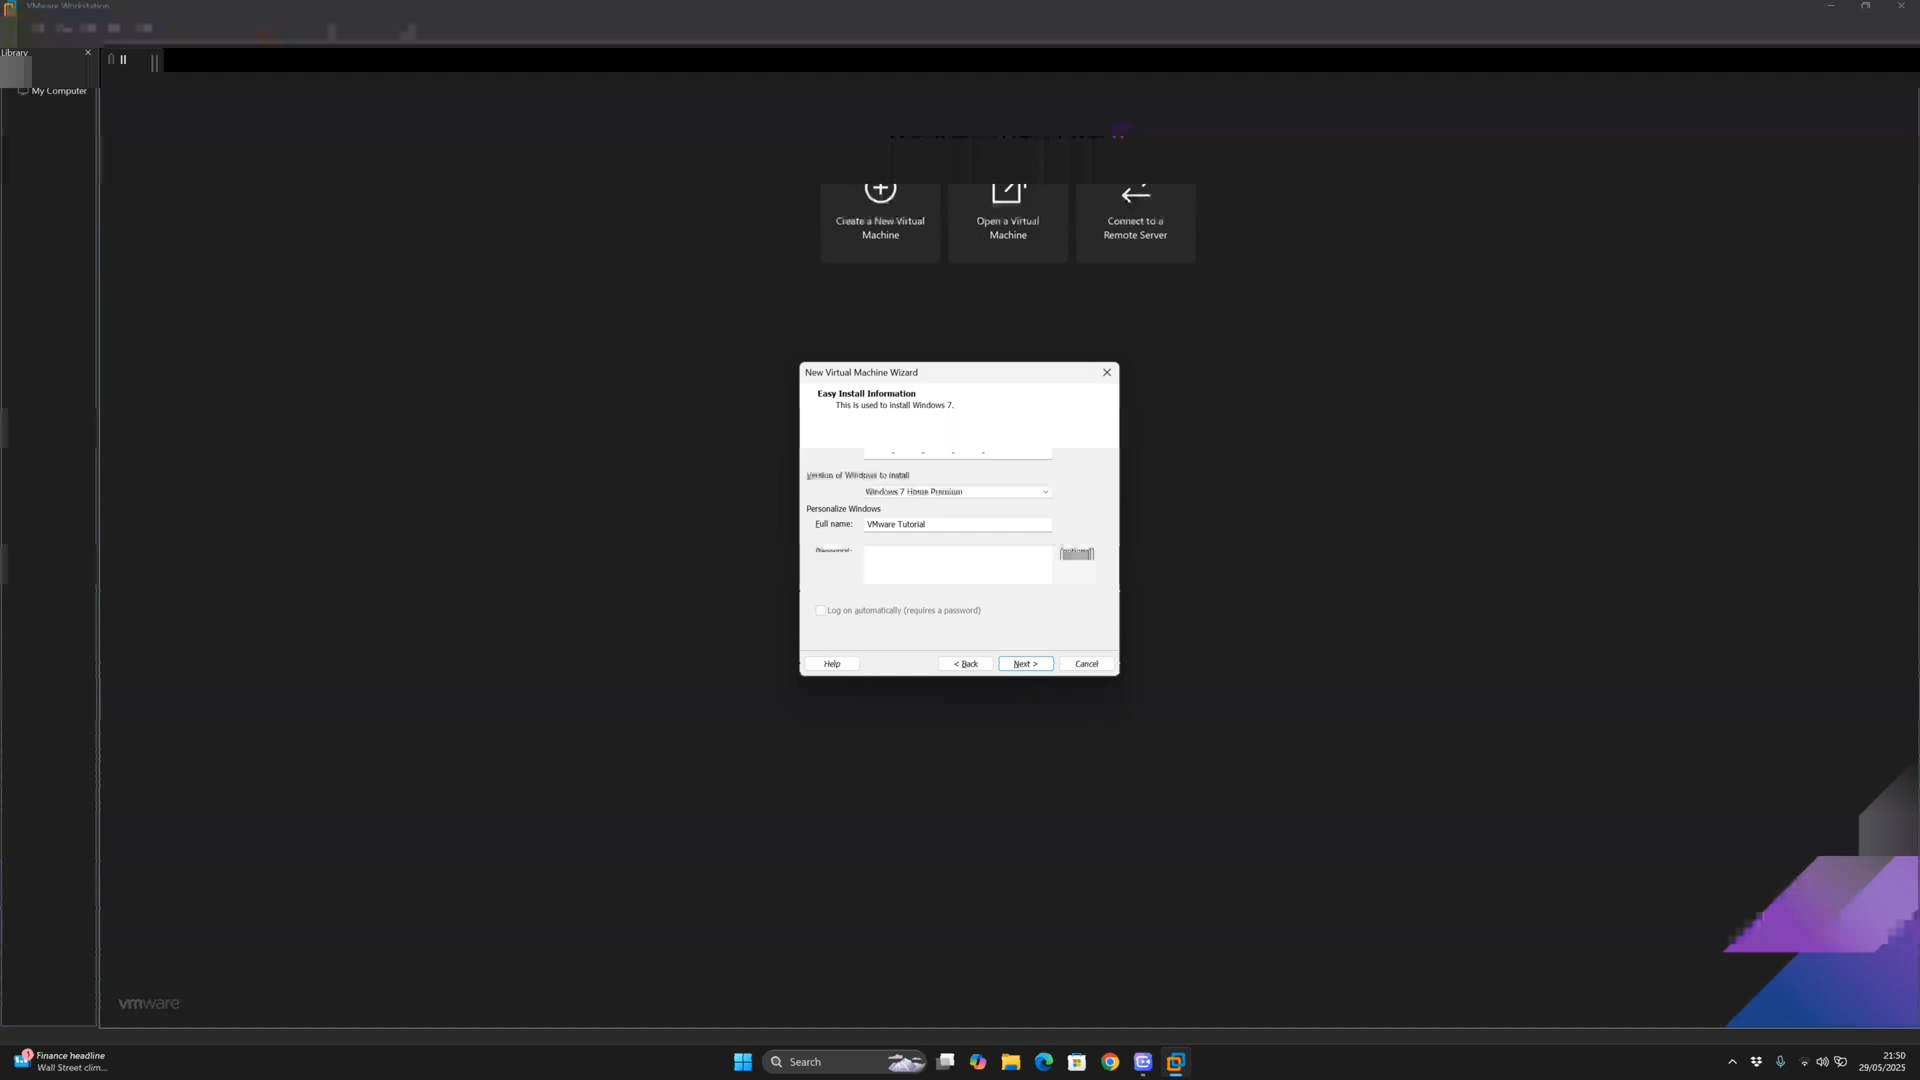 VMware Workstation
Library
My Computer
Create a New Virtual
Machine
Open a Virtual
Machine
Connect to a
Remote Server
New Virtual Machine Wizard
Easy Install Information
This is used to install Windows 7.
Version of Windows to install
Windows 7 Home Premium
Personalize Windows
Full name: VMware Tutorial
Log on automatically (requires a password)
Help
< Back
Next >
Cancel
vmware
Finance headline
Wall Street clim...
Search
21:50
29/05/2025